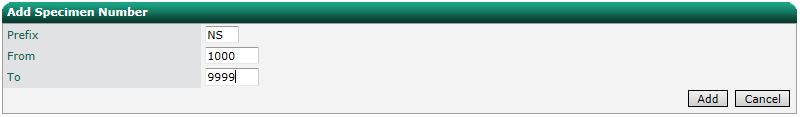 Add Specimen Number
Prefix NS
From 1000
To 9999
Add Cancel